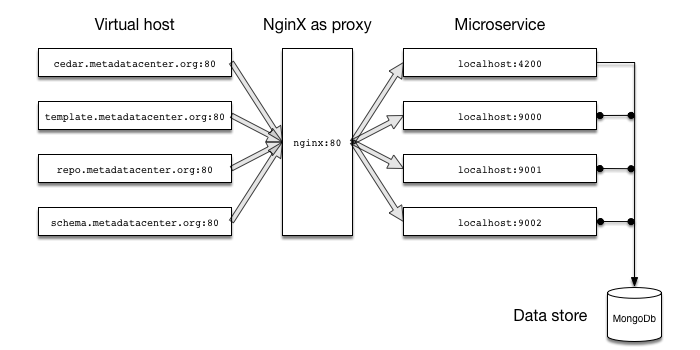 Virtual host
NginX as proxy
Microservice
cedar.metadatacenter.org:80
localhost:4200
template.metadatacenter.org:80
localhost:9000
nginx:80
repo.metadatacenter.org:80
localhost:9001
schema.metadatacenter.org:80
localhost:9002
Data store
MongoDb